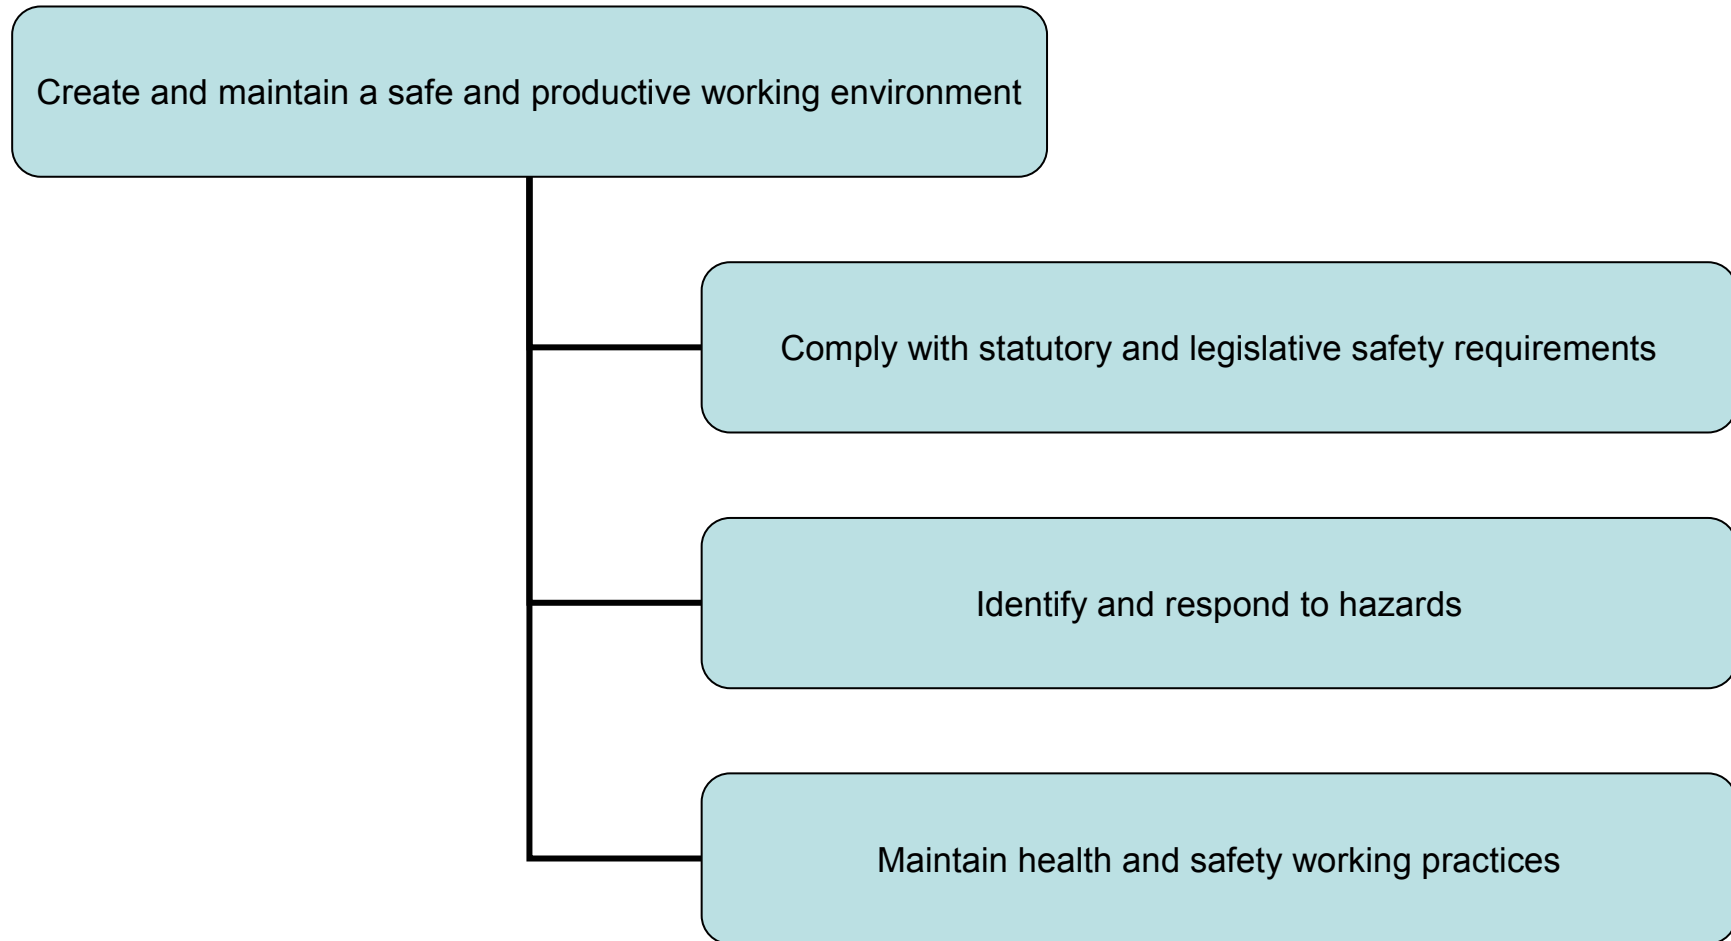 Create and maintain a safe and productive working environment
Comply with statutory and legislative safety requirements
Identify and respond to hazards
Maintain health and safety working practices